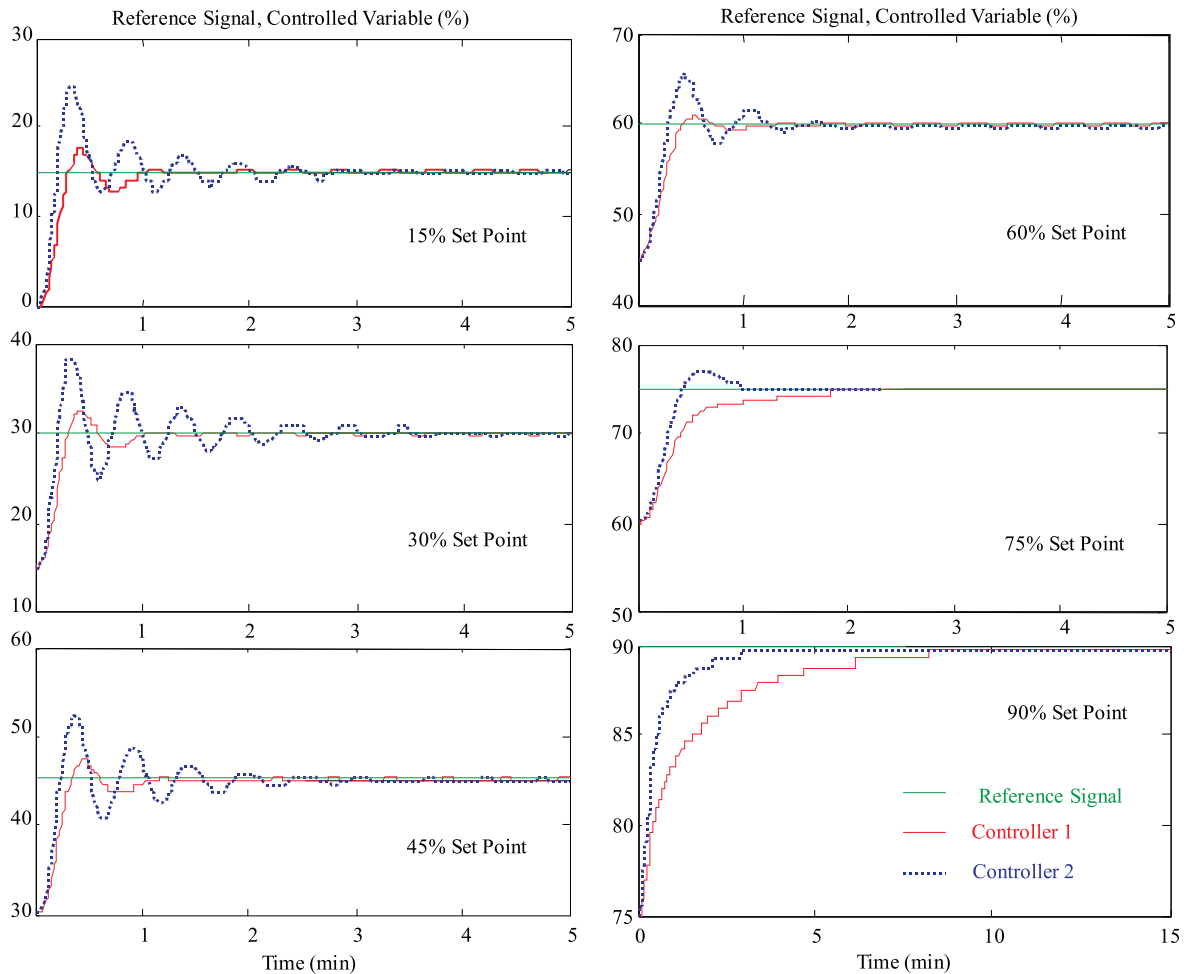 Reference Signal, Controlled Variable (%)
30
20
10
0
15% Set Point
1 2 3 4 5
40
30
20
10
30% Set Point
1 2 3 4 5
60
50
40
30
45% Set Point
1 2 3 4 5
Time (min)
Reference Signal, Controlled Variable (%)
70
60
50
40
60% Set Point
1 2 3 4 5
80
70
60
50
75% Set Point
1 2 3 4 5
90
85
80
75
90% Set Point
Reference Signal
Controller 1
Controller 2
0 5 10 15
Time (min)